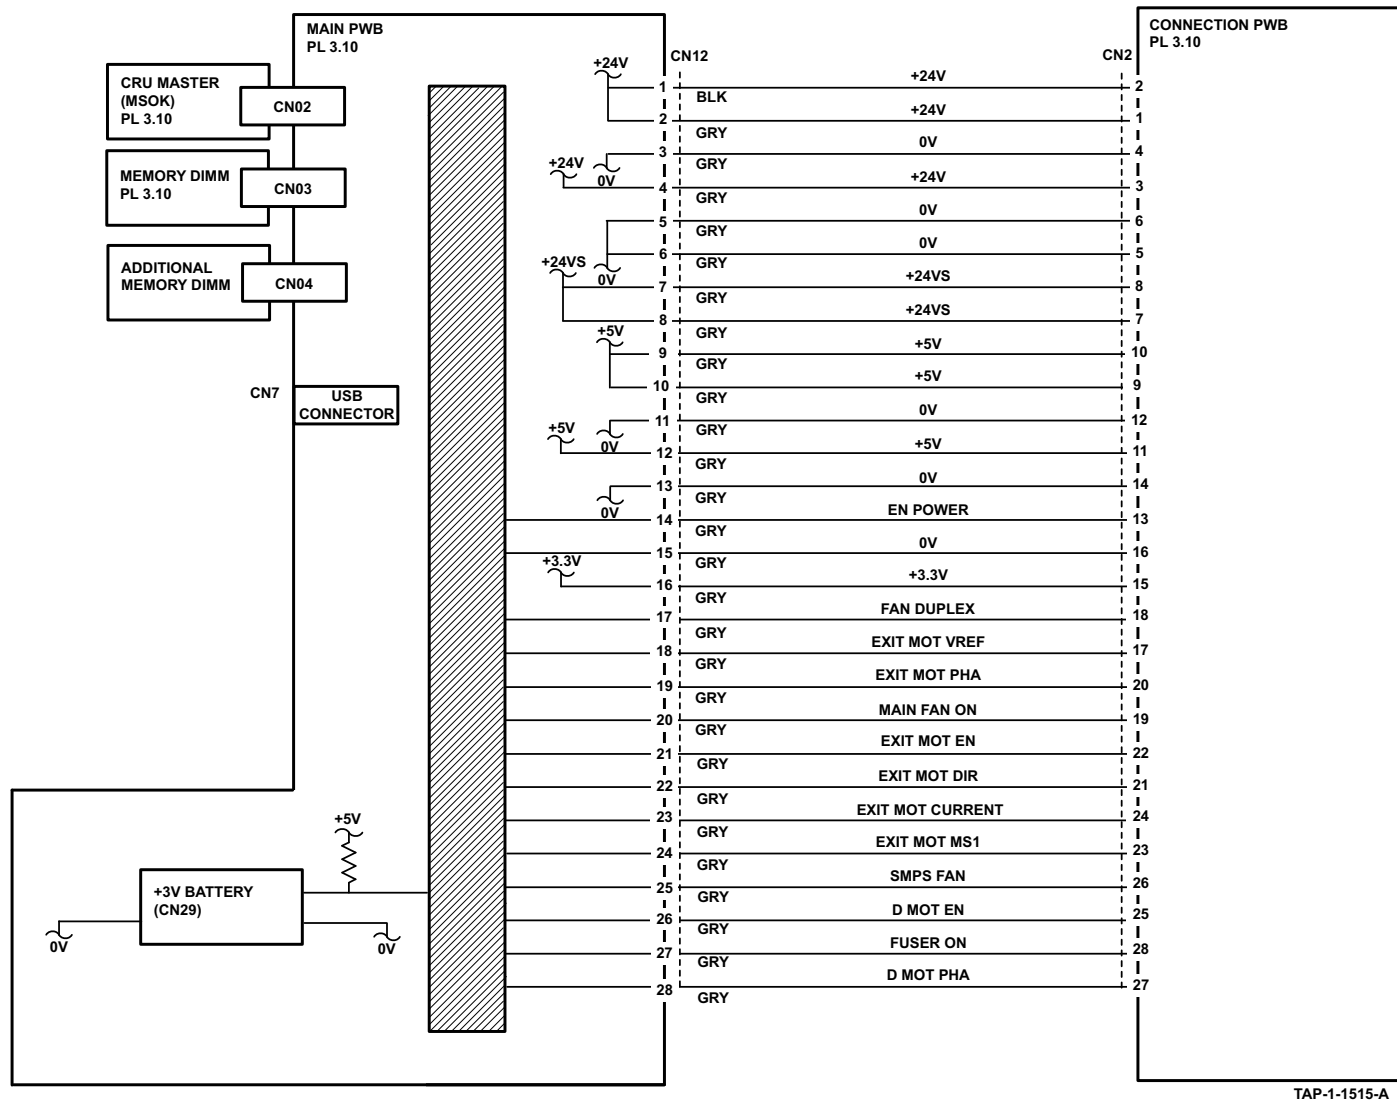 MAIN PWB
PL 3.10
CONNECTION PWB
PL 3.10
CRU MASTER
(MSOK)
PL 3.10
CN02
MEMORY DIMM
PL 3.10
CN03
ADDITIONAL
MEMORY DIMM
CN04
CN7
USB
CONNECTOR
+5V
+3V BATTERY
(CN29)
0V
0V
CN12
CN2
+24V
1 BLK +24V 2
2 GRY +24V 1
3 GRY 0V 4
+24V
0V
4 GRY +24V 3
5 GRY 0V 6
6 GRY 0V 5
+24VS
0V
7 GRY +24VS 8
8 GRY +24VS 7
+5V
9 GRY +5V 10
10 GRY +5V 9
11 GRY 0V 12
+5V
0V
12 GRY +5V 11
13 GRY 0V 14
0V
14 GRY EN POWER 13
15 GRY 0V 16
+3.3V
16 GRY +3.3V 15
17 GRY FAN DUPLEX 18
18 GRY EXIT MOT VREF 17
19 GRY EXIT MOT PHA 20
20 GRY MAIN FAN ON 19
21 GRY EXIT MOT EN 22
22 GRY EXIT MOT DIR 21
23 GRY EXIT MOT CURRENT 24
24 GRY EXIT MOT MS1 23
25 GRY SMPS FAN 26
26 GRY D MOT EN 25
27 GRY FUSER ON 28
28 GRY D MOT PHA 27
TAP-1-1515-A